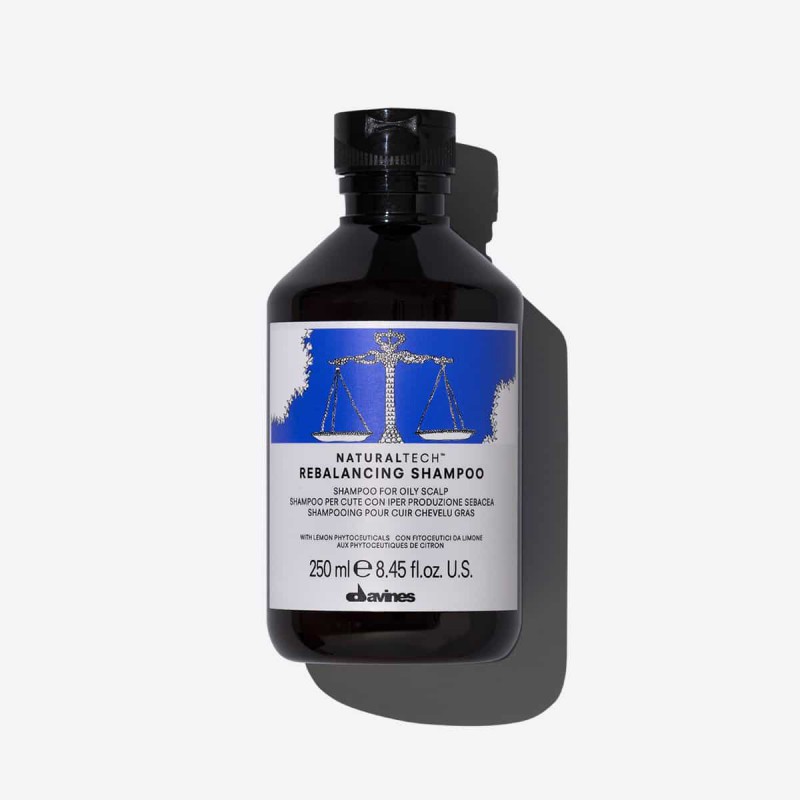 NATURALTECH™
REBALANCING SHAMPOO
SHAMPOO FOR OILY SCALP
SHAMPOO PER CUTE CON IPER PRODUZIONE SEBACEA
SHAMPOOING POUR CUIR CHEVELU GRAS
WITH LEMON PHYTOCEUTICALS CON FITOCEUTICI DA LIMONE
AUX PHYTOCEUTIQUES DE CITRON
250 ml ℮ 8.45 fl.oz. U.S.
davines